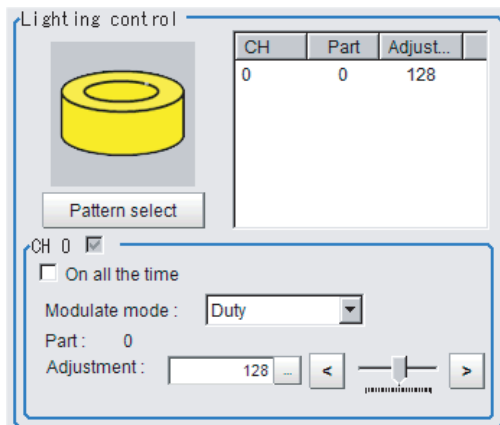 Lighting control
CH Part Adjust...
0 0 128
Pattern select
CH 0
On all the time
Modulate mode : Duty
Part : 0
Adjustment : 128 ... < >